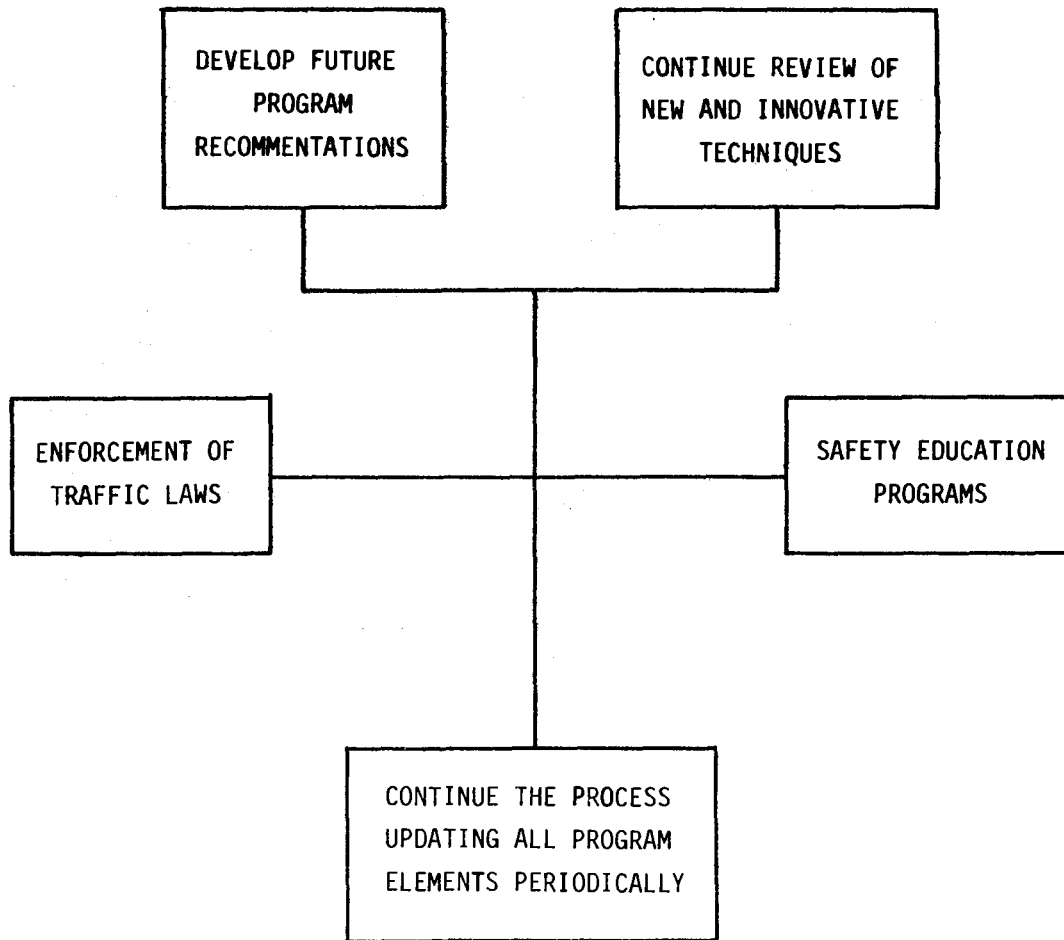 DEVELOP FUTURE
PROGRAM
RECOMMENTATIONS
CONTINUE REVIEW OF
NEW AND INNOVATIVE
TECHNIQUES
ENFORCEMENT OF
TRAFFIC LAWS
SAFETY EDUCATION
PROGRAMS
CONTINUE THE PROCESS
UPDATING ALL PROGRAM
ELEMENTS PERIODICALLY